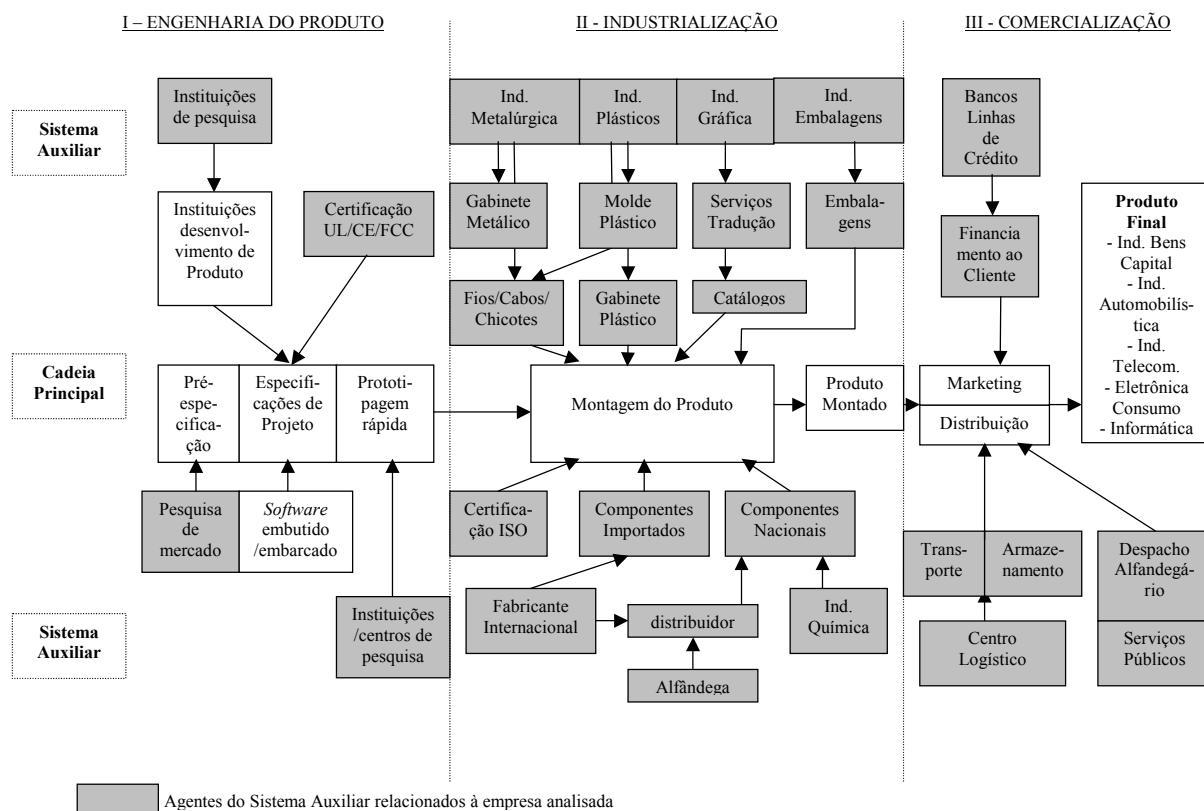 I – ENGENHARIA DO PRODUTO
II - INDUSTRIALIZAÇÃO
III - COMERCIALIZAÇÃO
Sistema
Auxiliar
Instituições
de pesquisa
Instituições
desenvol-
vimento de
Produto
Certificação
UL/CE/FCC
Ind.
Metalúrgica
Ind.
Plásticos
Ind.
Gráfica
Ind.
Embalagens
Gabinete
Metálico
Molde
Plástico
Serviços
Tradução
Embala-
gens
Fios/Cabos/
Chicotes
Gabinete
Plástico
Catálogos
Bancos
Linhas
de
Crédito
Financia
mento ao
Cliente
Produto
Final
- Ind. Bens
Capital
- Ind.
Automobilís-
tica
- Ind.
Telecom.
- Eletrônica
Consumo
- Informática
Cadeia
Principal
Pré-
especifi-
cação
Especifi-
cações de
Projeto
Prototi-
pagem
rápida
Montagem do Produto
Produto
Montado
Marketing
Distribuição
Pesquisa
de
mercado
Software
embutido
/embarcado
Certifica-
ção ISO
Componentes
Importados
Componentes
Nacionais
Trans-
porte
Armaze-
namento
Despacho
Alfandegá-
rio
Sistema
Auxiliar
Instituições
/centros de
pesquisa
Fabricante
Internacional
distribuidor
Ind.
Química
Alfândega
Centro
Logístico
Serviços
Públicos
Agentes do Sistema Auxiliar relacionados à empresa analisada